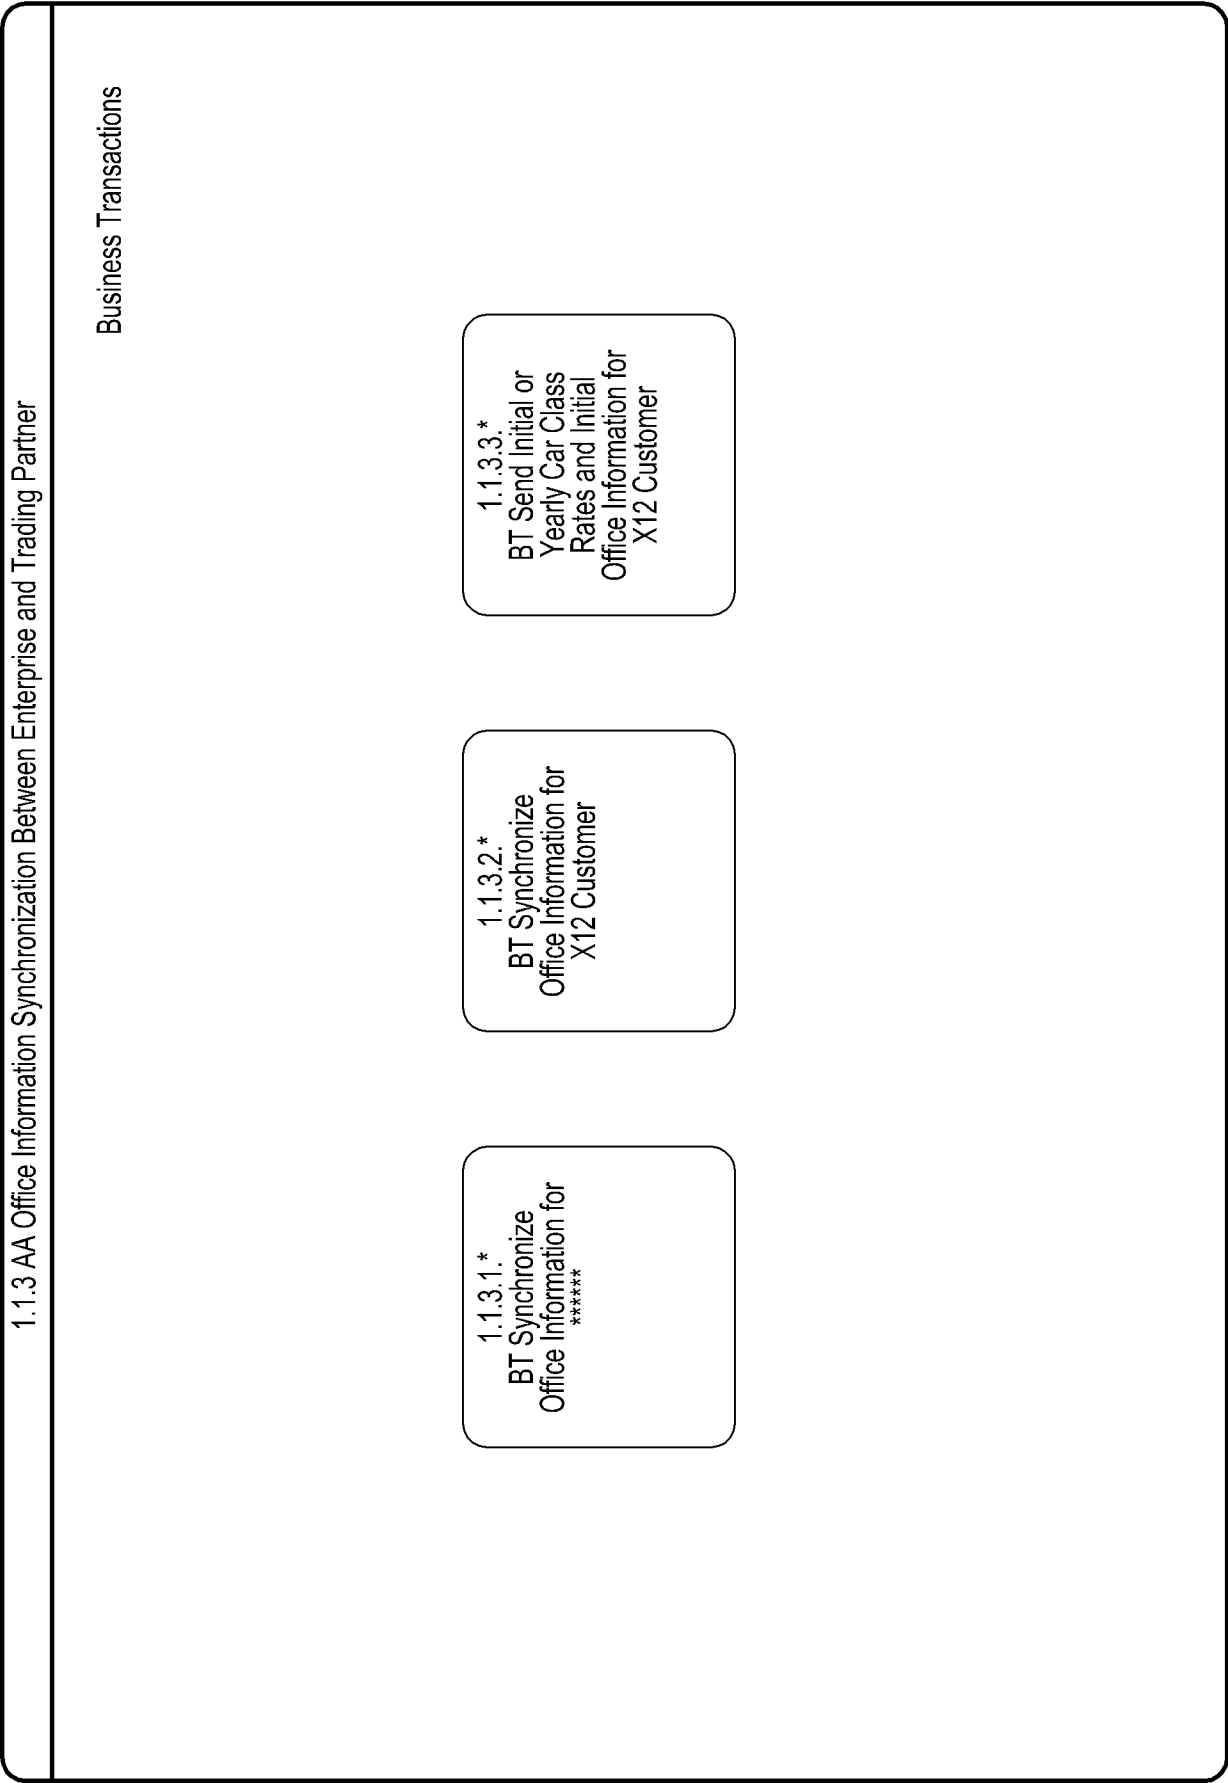 1.1.3 AA Office Information Synchronization Between Enterprise and Trading Partner
Business Transactions
1.1.3.1.*
BT Synchronize
Office Information for
******
1.1.3.2.*
BT Synchronize
Office Information for
X12 Customer
1.1.3.3.*
BT Send Initial or
Yearly Car Class
Rates and Initial
Office Information for
X12 Customer